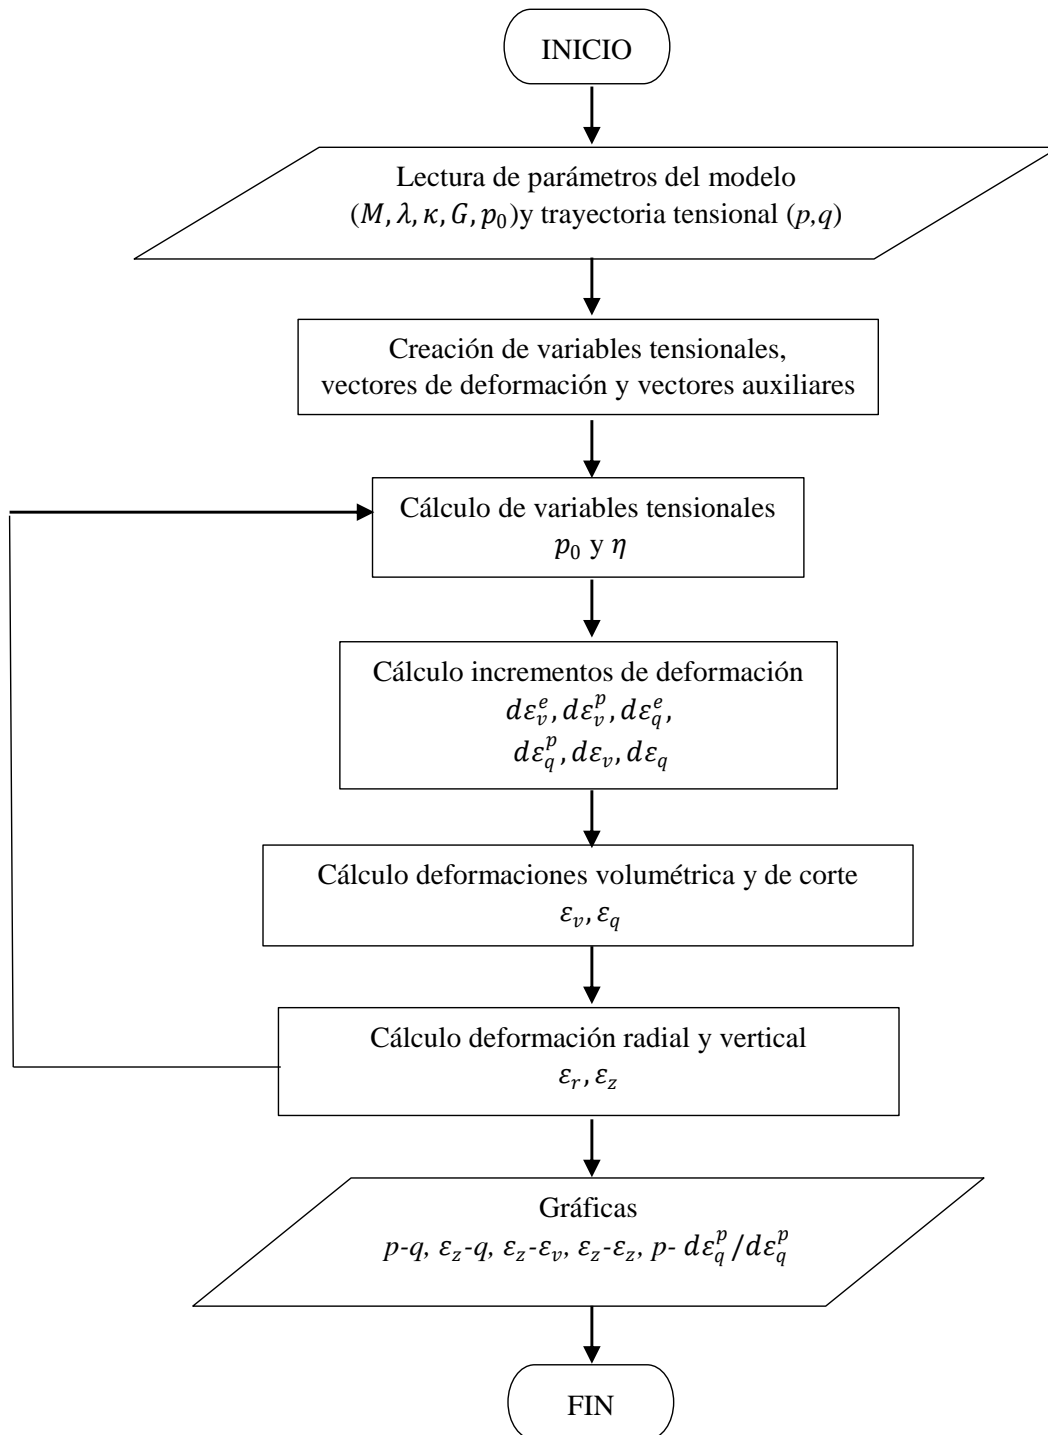 INICIO
Lectura de parámetros del modelo
(𝑀, 𝜆, 𝜅, 𝐺, 𝑝₀)y trayectoria tensional (p,q)
Creación de variables tensionales,
vectores de deformación y vectores auxiliares
Cálculo de variables tensionales
𝑝₀ y 𝜂
Cálculo incrementos de deformación
𝑑𝜀_v^e, 𝑑𝜀_v^p, 𝑑𝜀_q^e,
𝑑𝜀_q^p, 𝑑𝜀_v, 𝑑𝜀_q
Cálculo deformaciones volumétrica y de corte
𝜀_v, 𝜀_q
Cálculo deformación radial y vertical
𝜀_r, 𝜀_z
Gráficas
p-q, 𝜀_z-q, 𝜀_z-𝜀_v, 𝜀_z-𝜀_z, p- 𝑑𝜀_q^p/𝑑𝜀_q^p
FIN